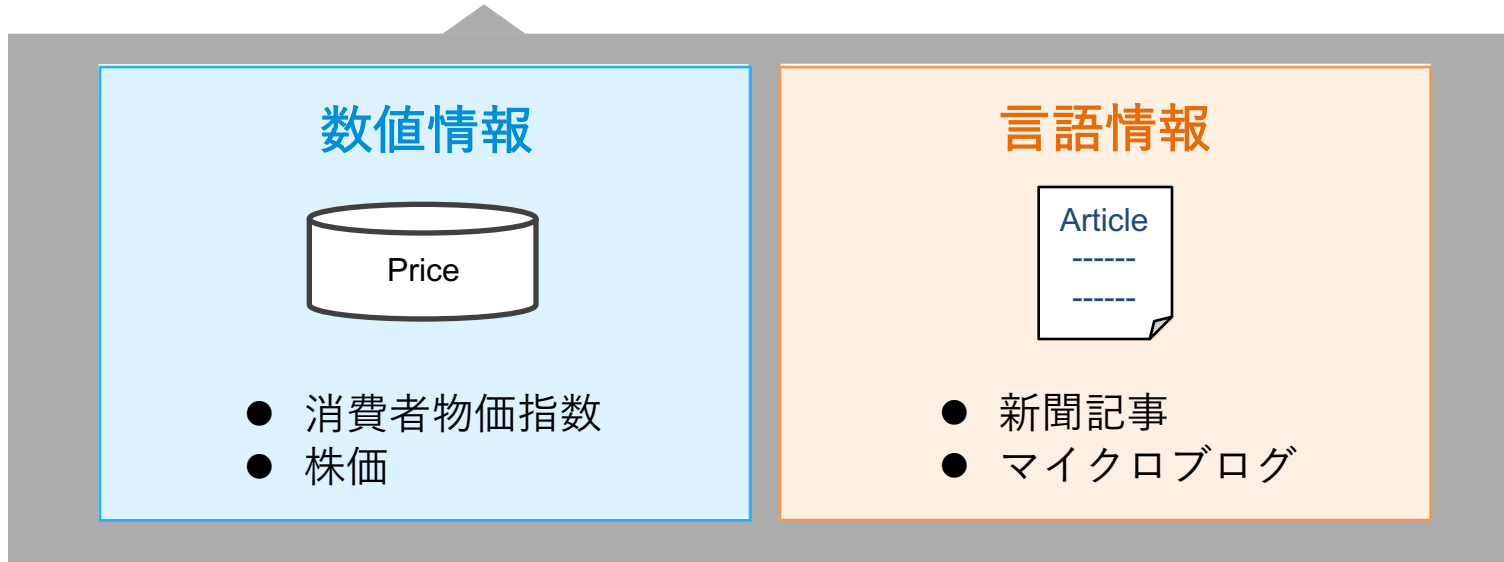 数値情報
Price
● 消費者物価指数
● 株価
言語情報
Article
------
------
● 新聞記事
● マイクロブログ